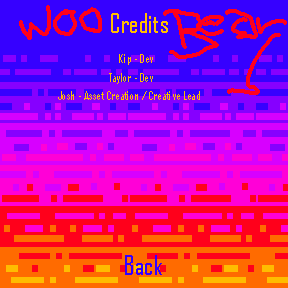 woo Credits Bear
Kip - Dev
Taylor - Dev
Josh - Asset Creation / Creative Lead
Back